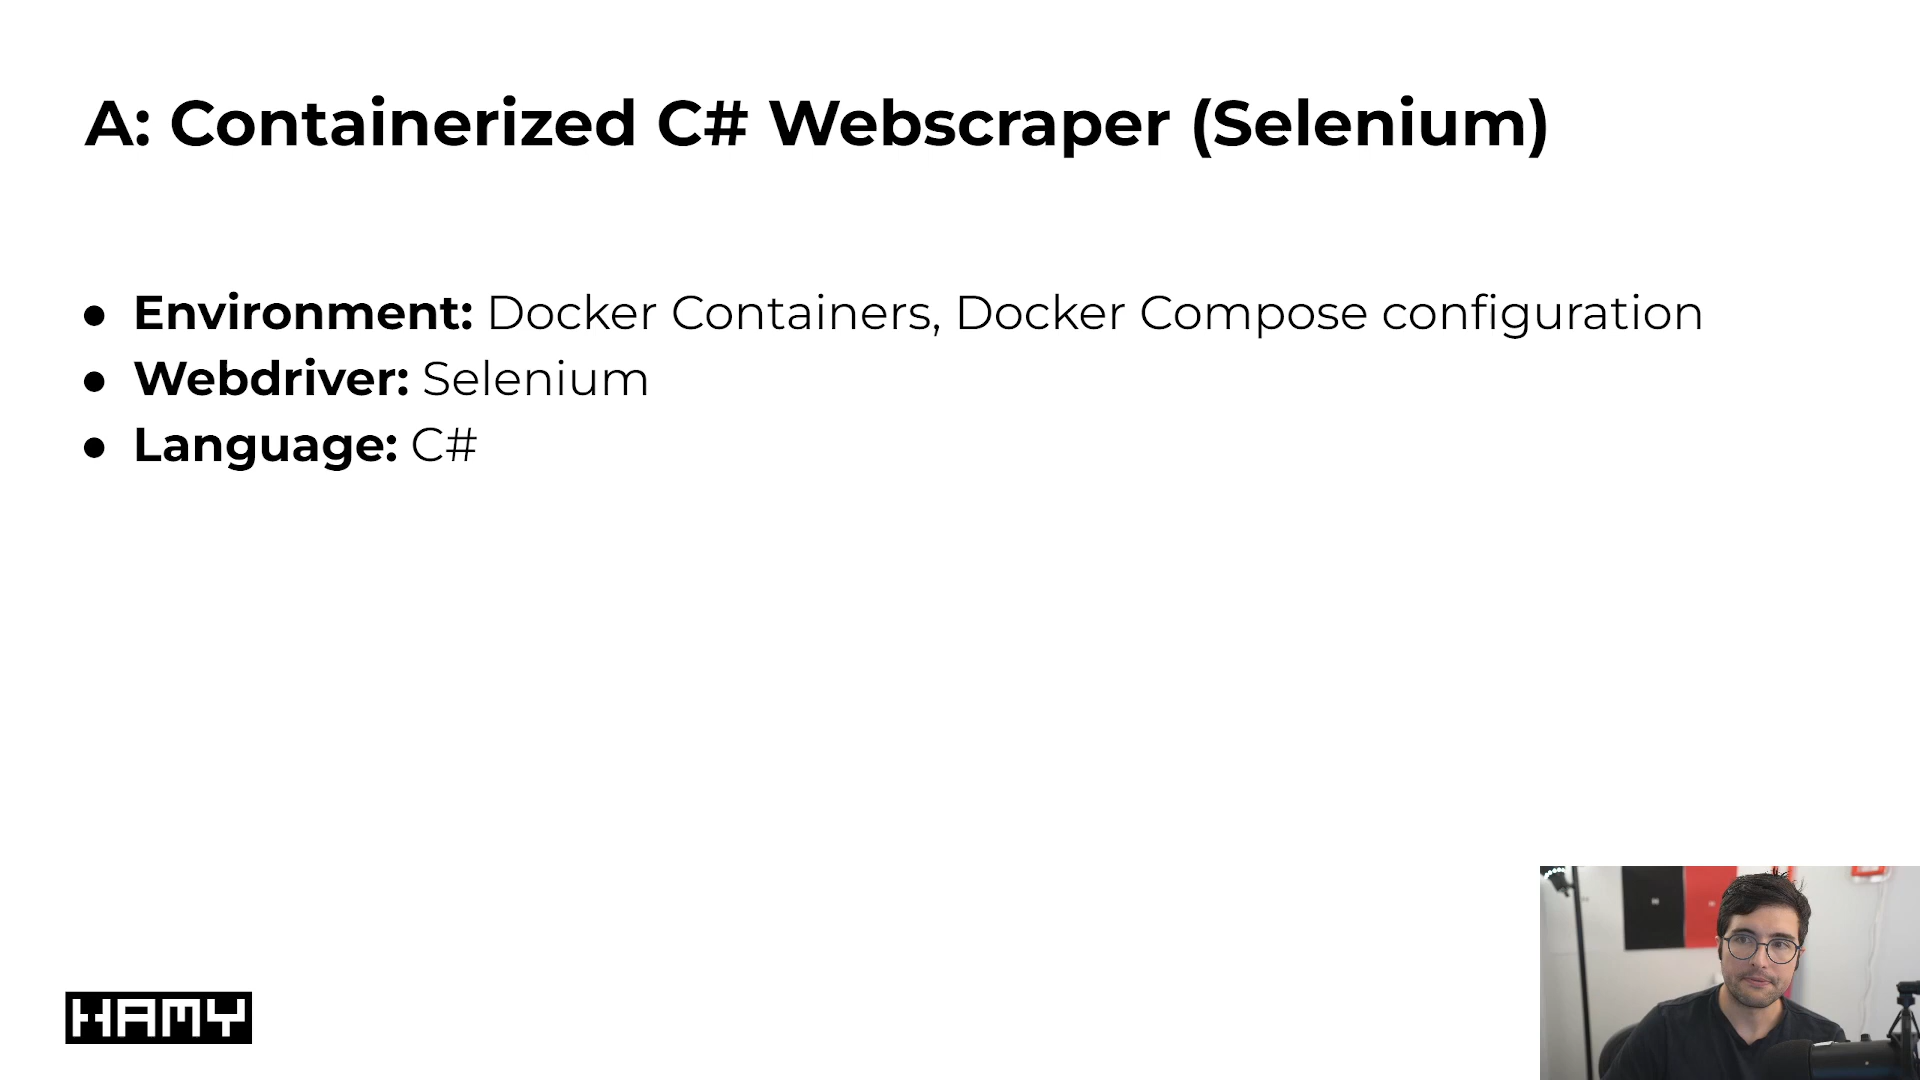 A: Containerized C# Webscraper (Selenium)
● Environment: Docker Containers, Docker Compose configuration
● Webdriver: Selenium
● Language: C#
HAMY